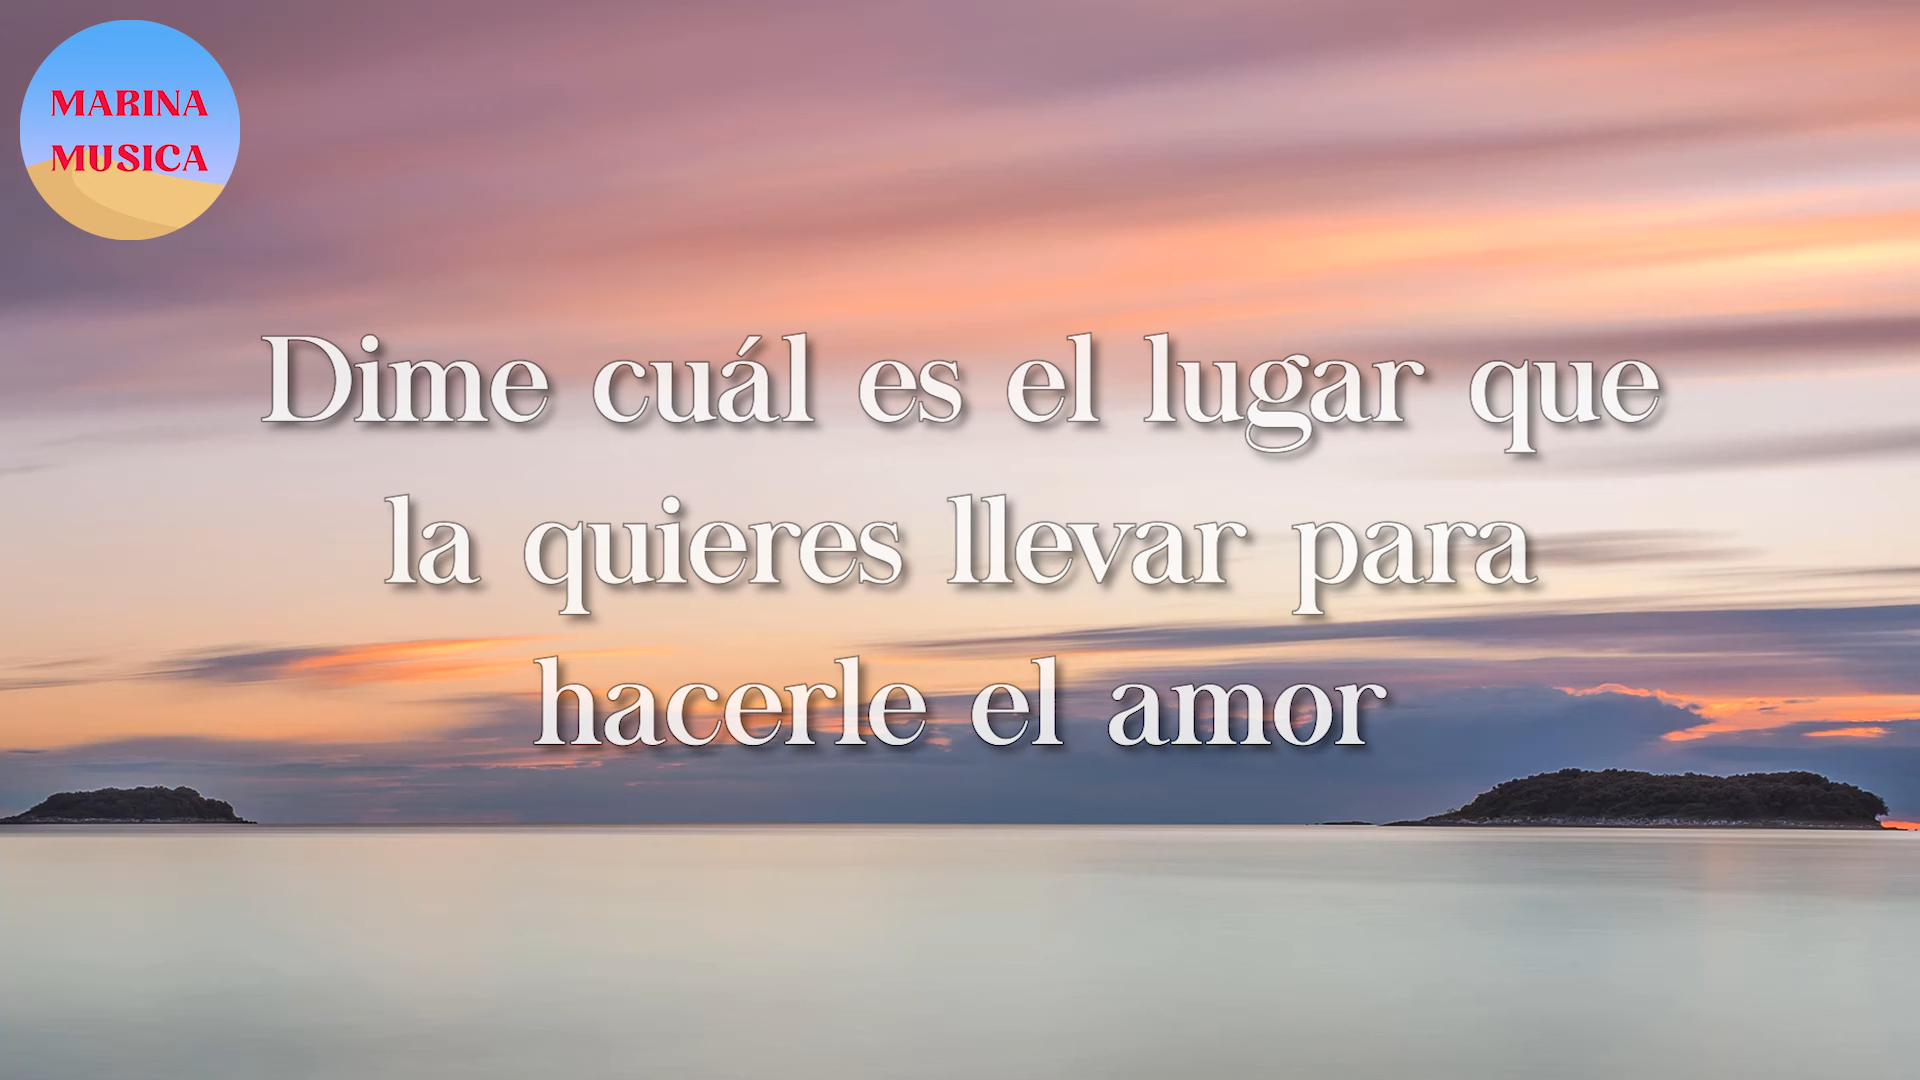 MARINA
MUSICA
Dime cuál es el lugar que
la quieres llevar para
hacerle el amor